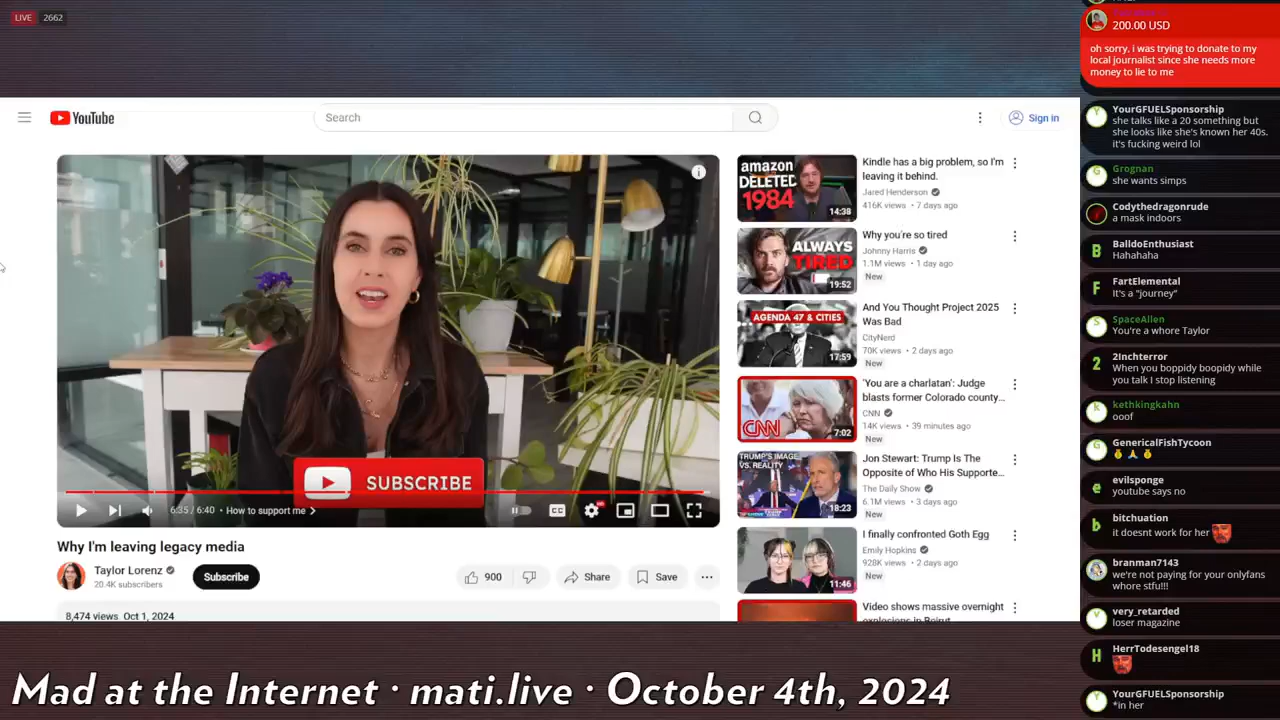 LIVE 2662
YouTube
Search
Sign in
SUBSCRIBE
6:35 / 6:40 • How to support me
CC
Why I'm leaving legacy media
Taylor Lorenz
20.4K subscribers
Subscribe
900
Share
Save
8,474 views Oct 1, 2024
amazon
DELETED
1984
14:38
Kindle has a big problem, so I'm
leaving it behind.
Jared Henderson
416K views • 7 days ago
ALWAYS
TIRED
19:52
Why you're so tired
Johnny Harris
1.1M views • 1 day ago
New
AGENDA 47 & CITIES
17:59
And You Thought Project 2025
Was Bad
CityNerd
70K views • 2 days ago
New
CNN
7:02
'You are a charlatan': Judge
blasts former Colorado county...
CNN
14K views • 39 minutes ago
New
TRUMP'S IMAGE
VS. REALITY
18:23
Jon Stewart: Trump Is The
Opposite of Who His Supporte...
The Daily Show
6.1M views • 3 days ago
New
11:46
I finally confronted Goth Egg
Emily Hopkins
928K views • 2 days ago
New
Video shows massive overnight
explosions in Beirut
200.00 USD
oh sorry, i was trying to donate to my
local journalist since she needs more
money to lie to me
YourGFUELSponsorship
she talks like a 20 something but
she looks like she's known her 40s.
it's fucking weird lol
Grognan
she wants simps
Codythedragonrude
a mask indoors
B
BalldoEnthusiast
Hahahaha
F
FartElemental
It's a "journey"
SpaceAllen
You're a whore Taylor
2
2Inchterror
When you boppidy boopidy while
you talk I stop listening
k
kethkingkahn
ooof
GenericalFishTycoon
e
evilsponge
youtube says no
b
bitchuation
it doesnt work for her
branman7143
we're not paying for your onlyfans
whore stfu!!!
very_retarded
loser magazine
H
HerrTodesengel18
YourGFUELSponsorship
*in her
Mad at the Internet · mati.live · October 4th, 2024